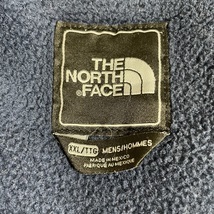 THE
NORTH
FACE
XXL/TTG MENS/HOMMES
MADE IN MEXICO
FABRIQUE AU MEXIQUE